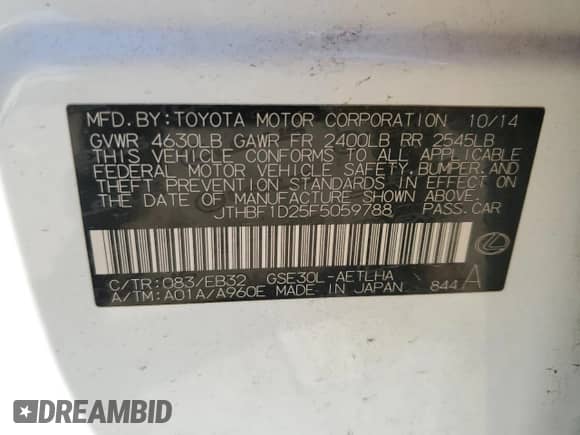 MFD.BY:TOYOTA MOTOR CORPORATION 10/14
GVWR 4630LB GAWR FR 2400LB RR 2545LB
THIS VEHICLE CONFORMS TO ALL APPLICABLE
FEDERAL MOTOR VEHICLE SAFETY,BUMPER,AND
THEFT PREVENTION STANDARDS IN EFFECT ON
THE DATE OF MANUFACTURE SHOWN ABOVE.
JTHBF1D25F5059788 PASS.CAR
C/TR:083/EB32 GSE30L-AETLHA
A/TM:A01A/A960E MADE IN JAPAN 844 A
DREAMBID